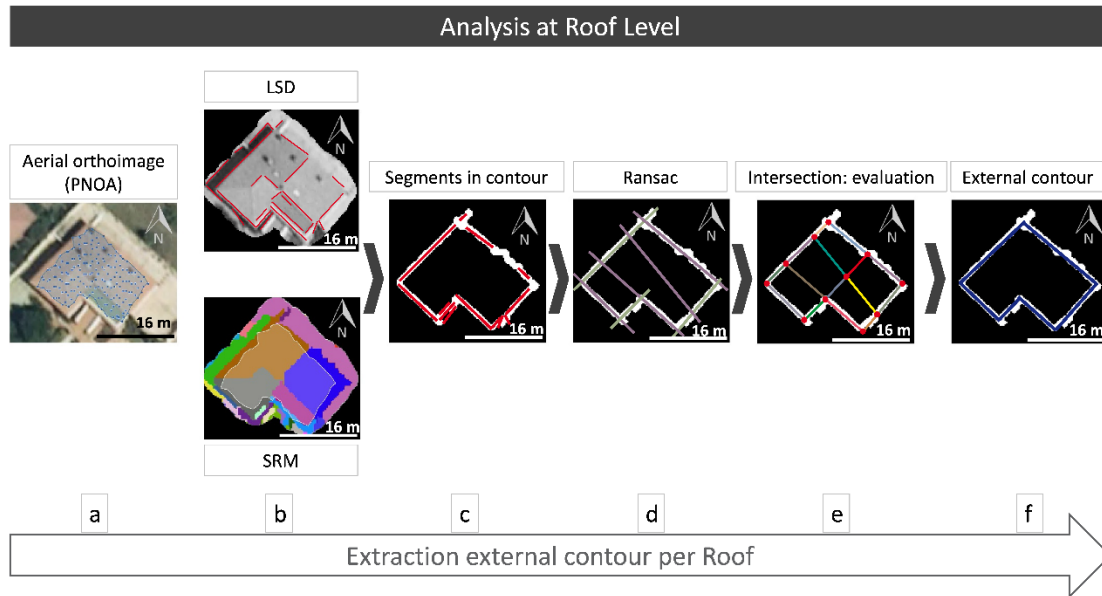 Analysis at Roof Level
LSD
N
16 m
Aerial orthoimage
(PNOA)
N
16 m
N
16 m
SRM
Segments in contour
N
16 m
Ransac
N
16 m
Intersection: evaluation
N
16 m
External contour
N
16 m
a
b
c
d
e
f
Extraction external contour per Roof